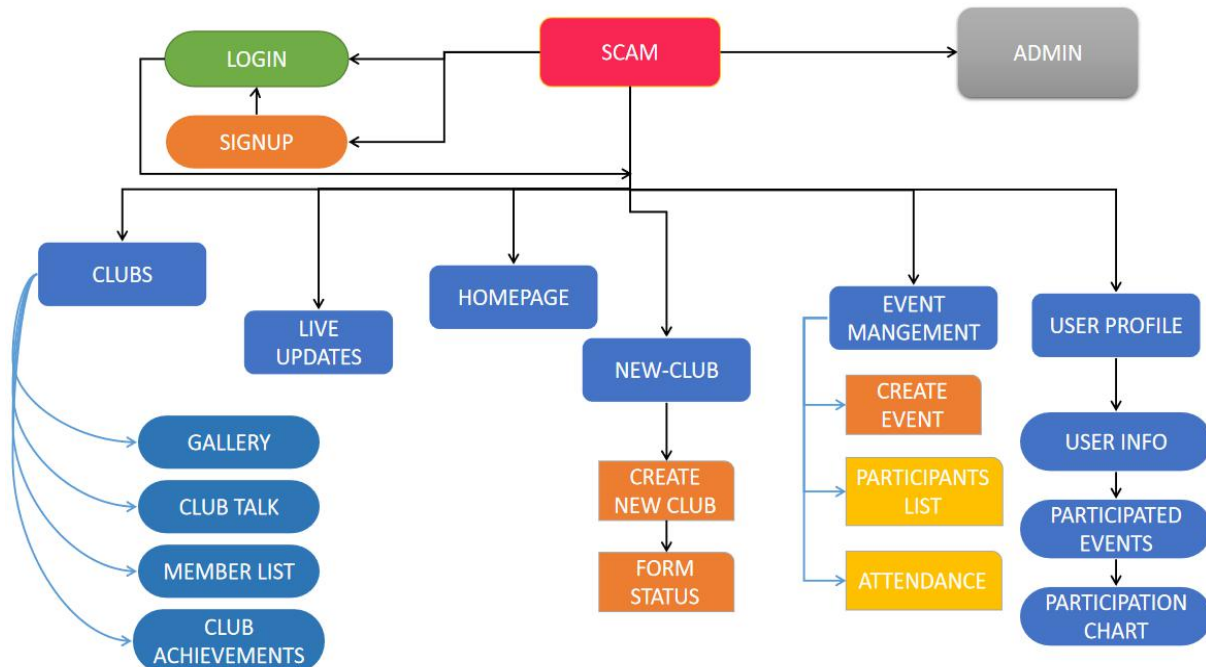 LOGIN
SCAM
ADMIN
SIGNUP
CLUBS
LIVE
UPDATES
HOMEPAGE
NEW-CLUB
EVENT
MANGEMENT
USER PROFILE
GALLERY
CLUB TALK
MEMBER LIST
CLUB
ACHIEVEMENTS
CREATE
NEW CLUB
FORM
STATUS
CREATE
EVENT
PARTICIPANTS
LIST
ATTENDANCE
USER INFO
PARTICIPATED
EVENTS
PARTICIPATION
CHART